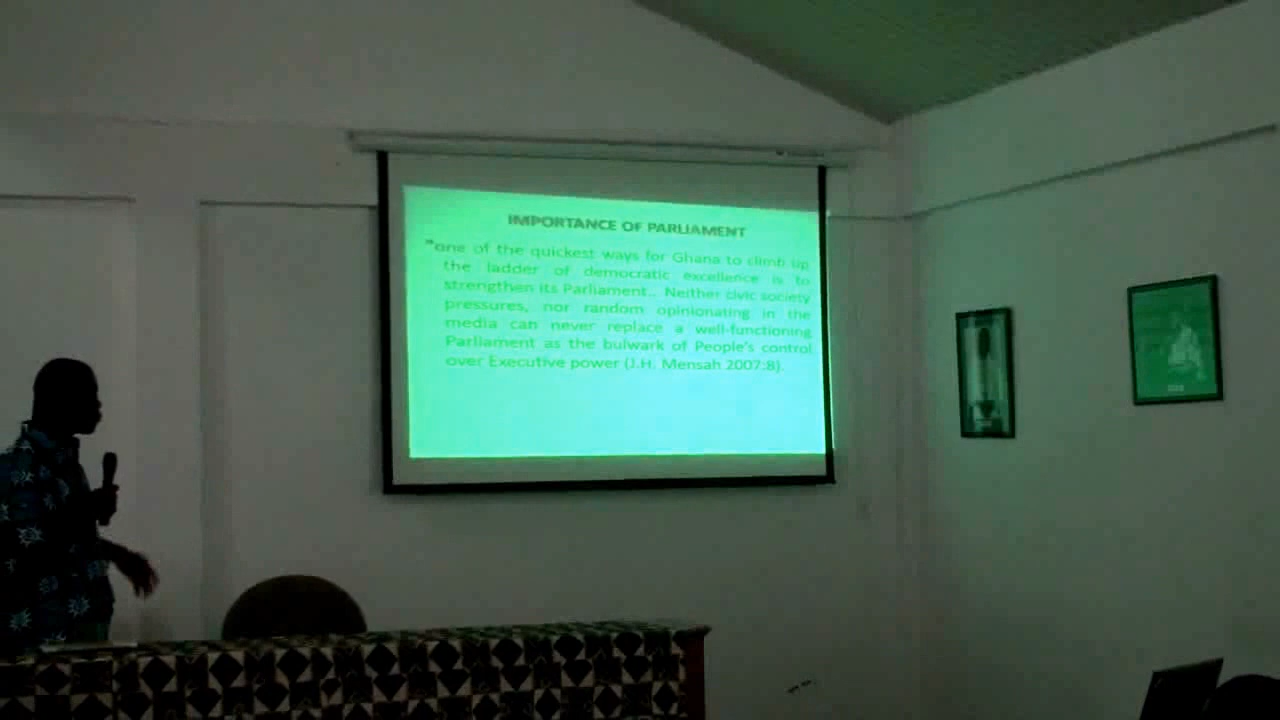 IMPORTANCE OF PARLIAMENT
"one of the quickest ways for Ghana to climb up
the ladder of democratic excellence is to
strengthen its Parliament.. Neither civic society
pressures, nor random opinionating in the
media can never replace a well-functioning
Parliament as the bulwark of People's control
over Executive power (J.H. Mensah 2007:8).